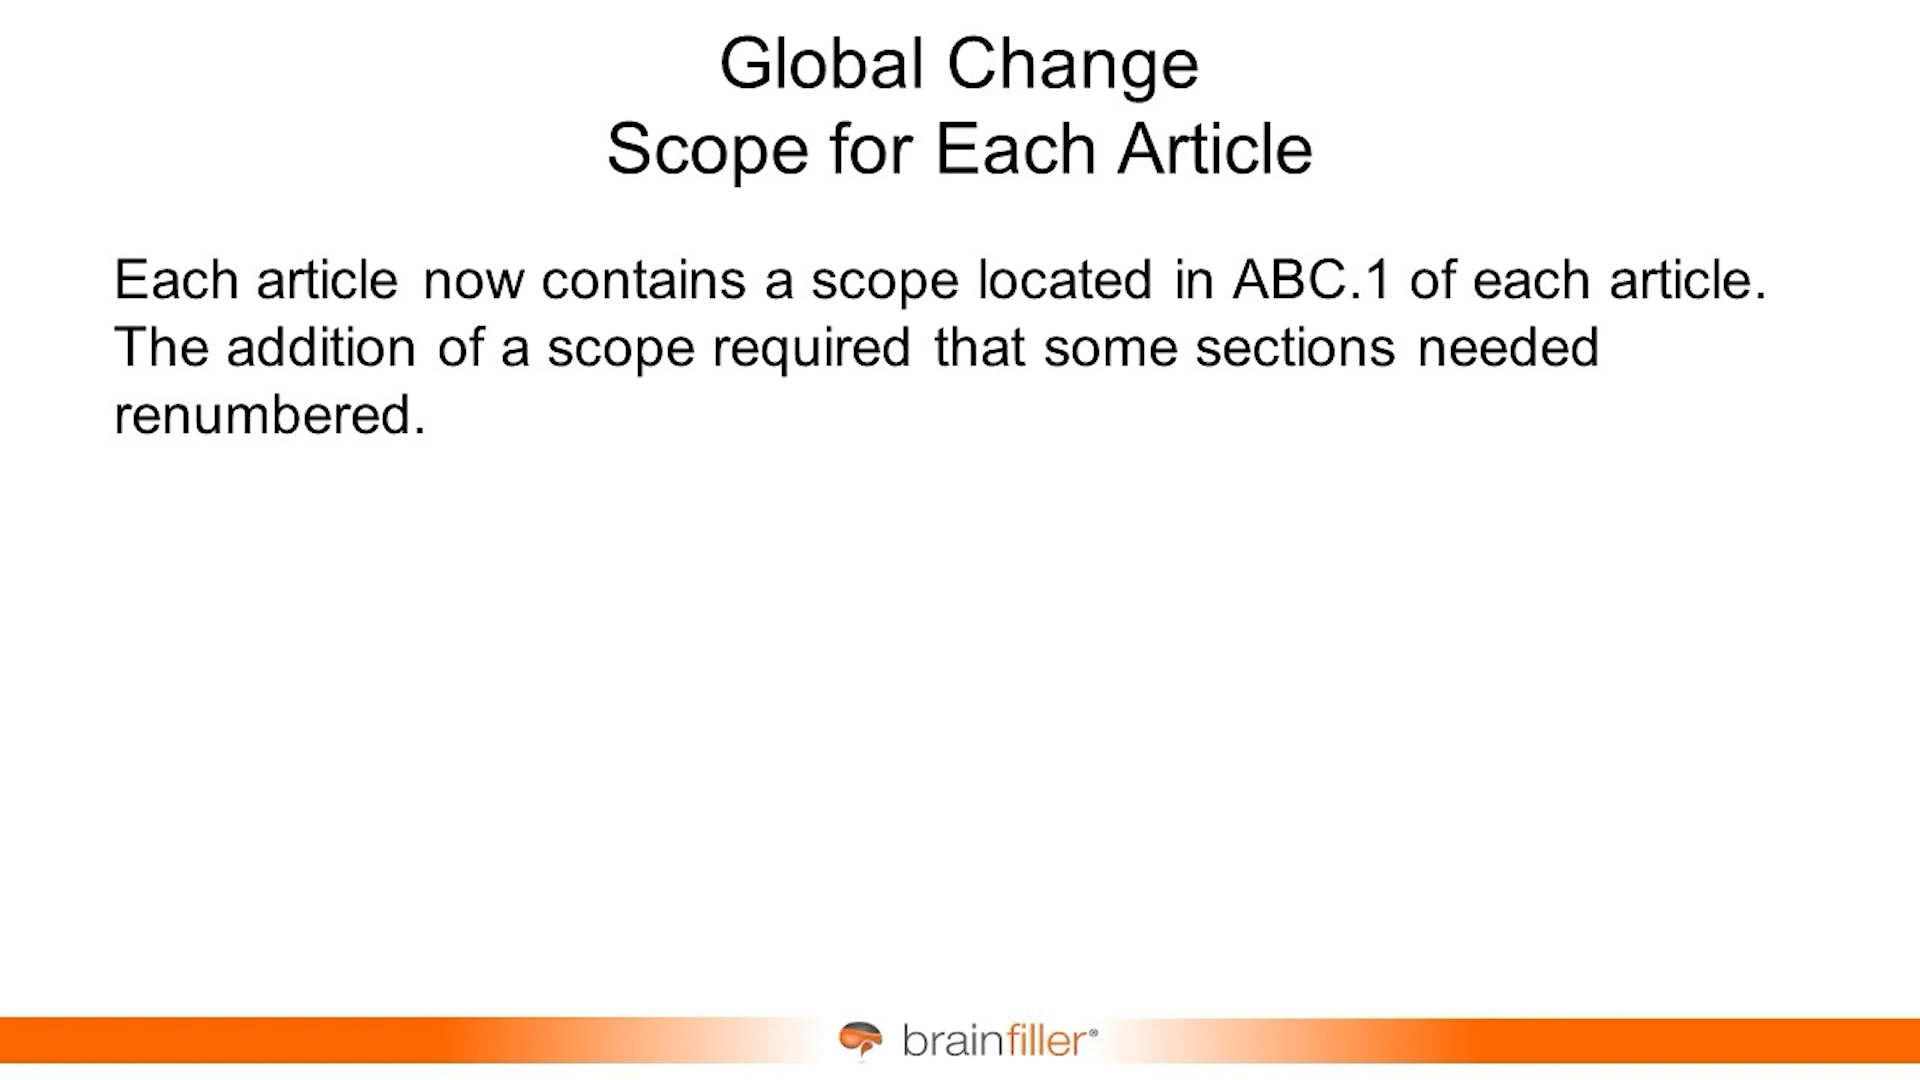 Global Change
Scope for Each Article
Each article now contains a scope located in ABC.1 of each article.
The addition of a scope required that some sections needed
renumbered.
brainfiller®